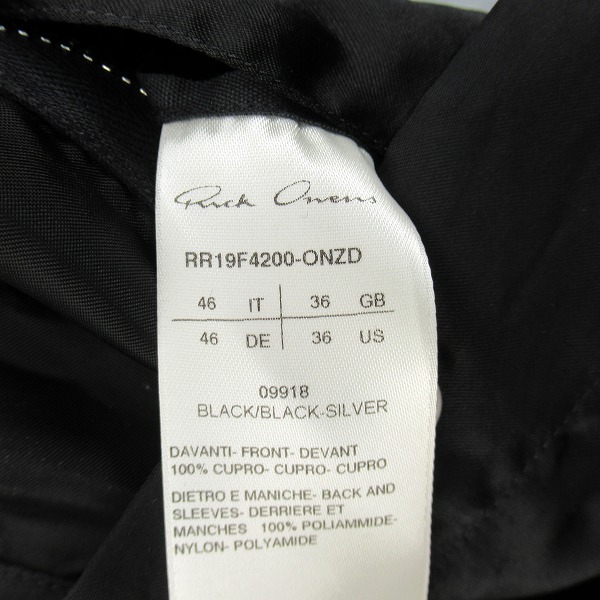 Rick Owens
RR19F4200-ONZD
46 IT 36 GB
46 DE 36 US
09918
BLACK/BLACK-SILVER
DAVANTI- FRONT- DEVANT
100% CUPRO- CUPRO- CUPRO
DIETRO E MANICHE- BACK AND
SLEEVES- DERRIERE ET
MANCHES 100% POLIAMMIDE-
NYLON- POLYAMIDE